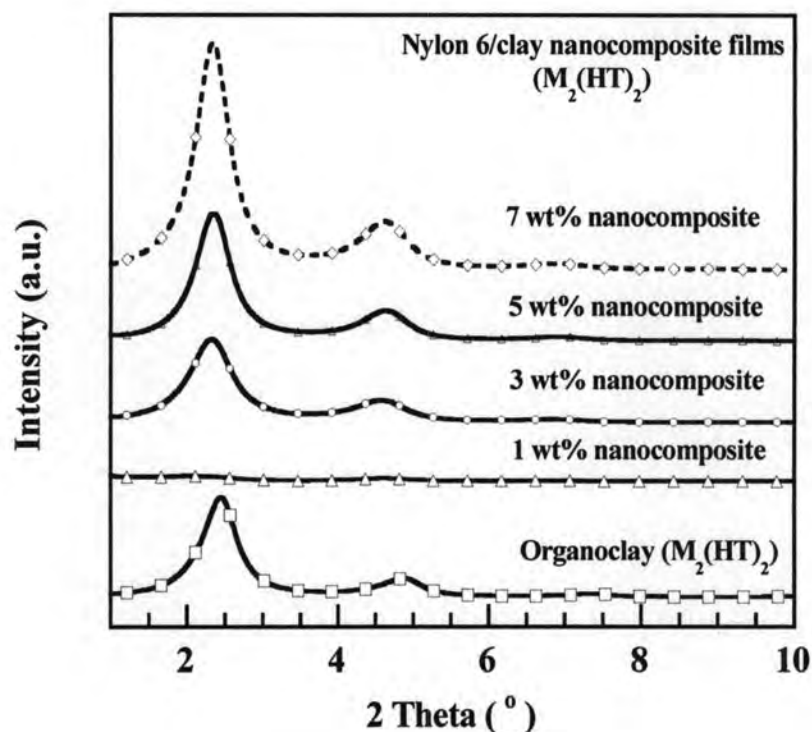 Nylon 6/clay nanocomposite films
(M2(HT)2)
7 wt% nanocomposite
5 wt% nanocomposite
3 wt% nanocomposite
1 wt% nanocomposite
Organoclay (M2(HT)2)
Intensity (a.u.)
2 4 6 8 10
2 Theta ( o )